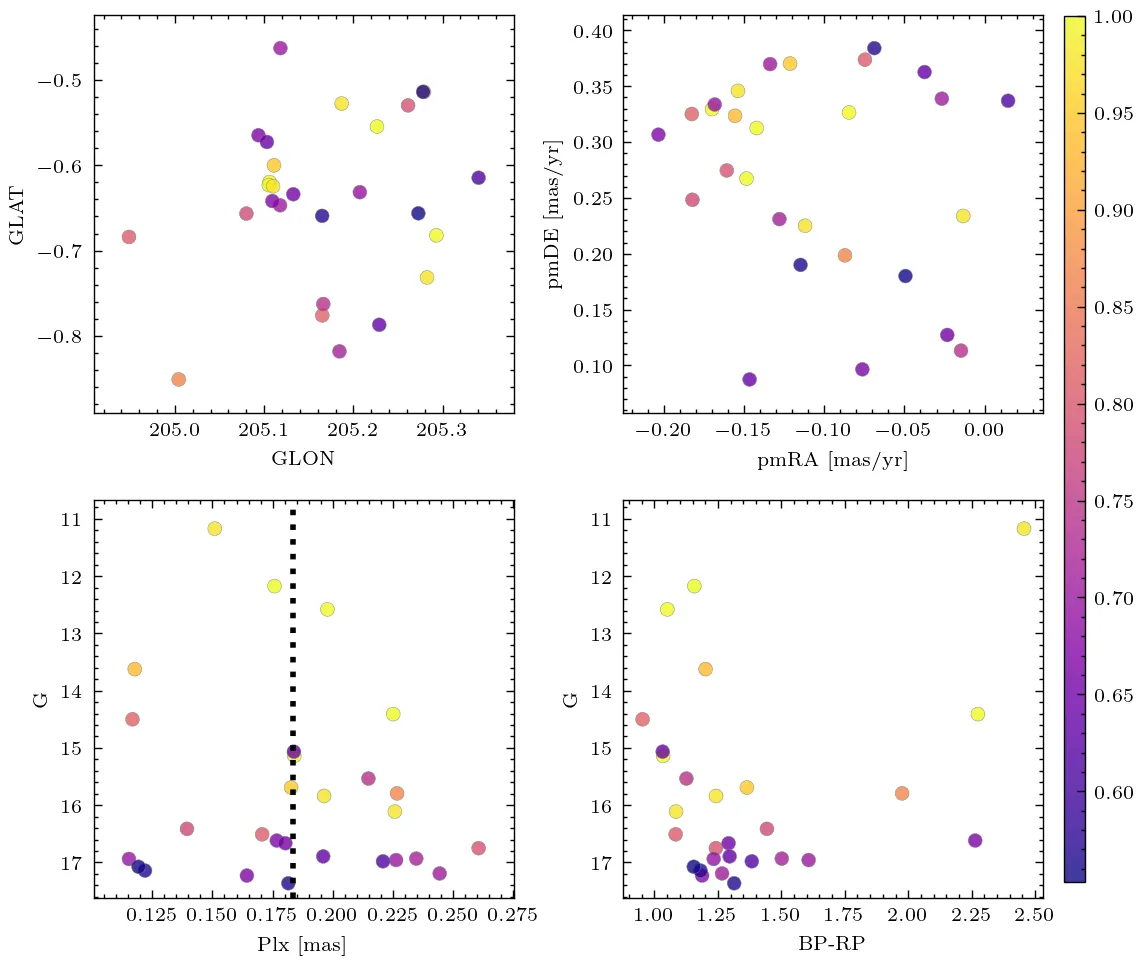 −0.5
−0.6
−0.7
−0.8
GLAT
205.0 205.1 205.2 205.3
GLON
0.40
0.35
0.30
0.25
0.20
0.15
0.10
pmDE [mas/yr]
−0.20 −0.15 −0.10 −0.05 0.00
pmRA [mas/yr]
1.00
0.95
0.90
0.85
0.80
0.75
0.70
0.65
0.60
11
12
13
14
15
16
17
G
0.125 0.150 0.175 0.200 0.225 0.250 0.275
Plx [mas]
11
12
13
14
15
16
17
G
1.00 1.25 1.50 1.75 2.00 2.25 2.50
BP-RP